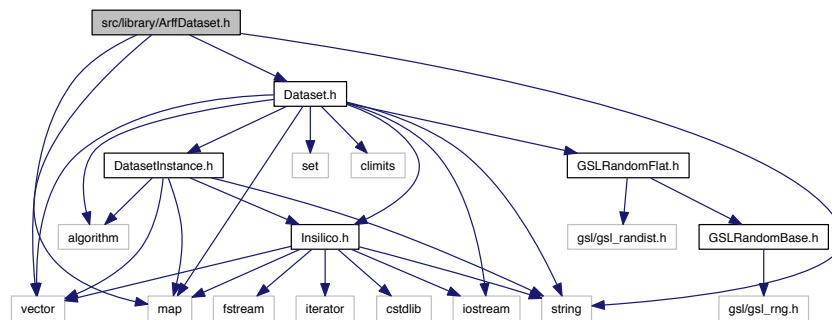 src/library/ArffDataset.h
Dataset.h
DatasetInstance.h
set
climits
GSLRandomFlat.h
algorithm
Insilico.h
gsl/gsl_randist.h
GSLRandomBase.h
vector
map
fstream
iterator
cstdlib
iostream
string
gsl/gsl_rng.h